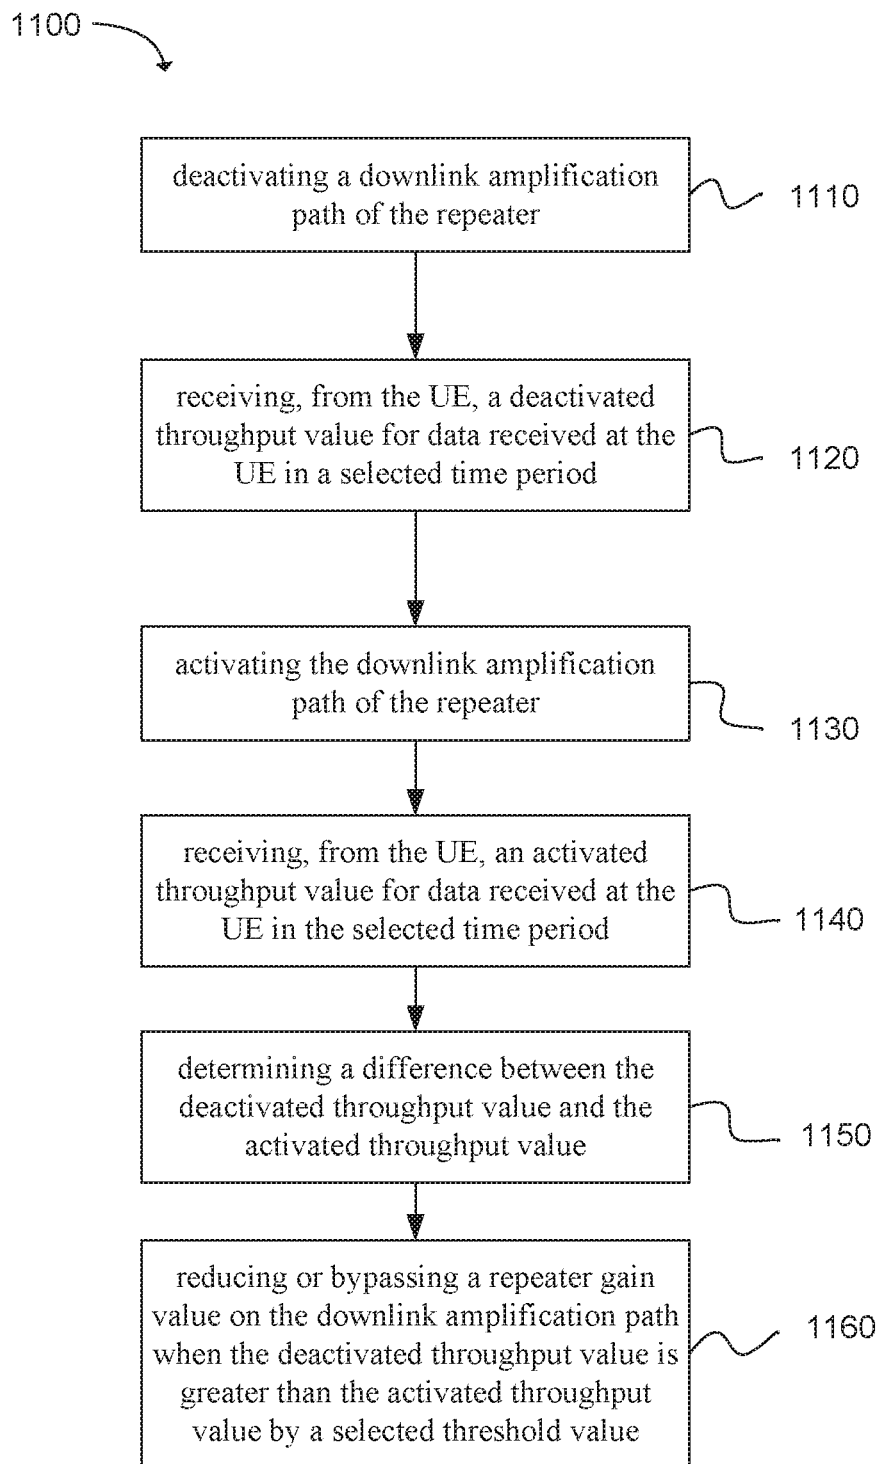 1100
deactivating a downlink amplification
path of the repeater
1110
receiving, from the UE, a deactivated
throughput value for data received at the
UE in a selected time period
1120
activating the downlink amplification
path of the repeater
1130
receiving, from the UE, an activated
throughput value for data received at the
UE in the selected time period
1140
determining a difference between the
deactivated throughput value and the
activated throughput value
1150
reducing or bypassing a repeater gain
value on the downlink amplification path
when the deactivated throughput value is
greater than the activated throughput
value by a selected threshold value
1160